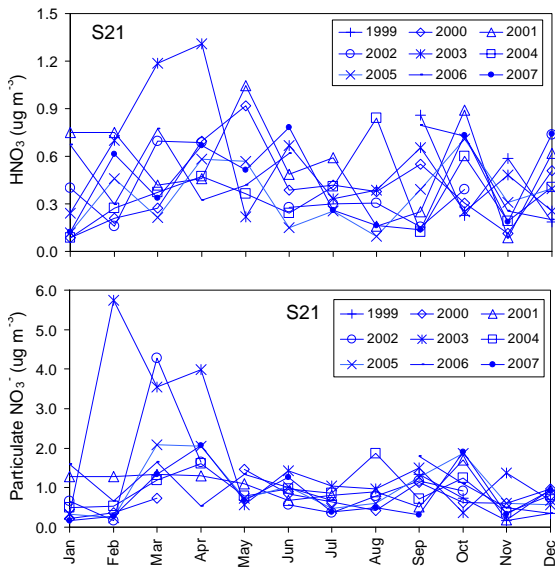 S21
1999 2000 2001
2002 2003 2004
2005 2006 2007
HNO₃ (ug m⁻³)
1.5
1.2
0.9
0.6
0.3
0.0
S21
1999 2000 2001
2002 2003 2004
2005 2006 2007
Particulate NO₃⁻ (ug m⁻³)
6.0
5.0
4.0
3.0
2.0
1.0
0.0
Jan Feb Mar Apr May Jun Jul Aug Sep Oct Nov Dec